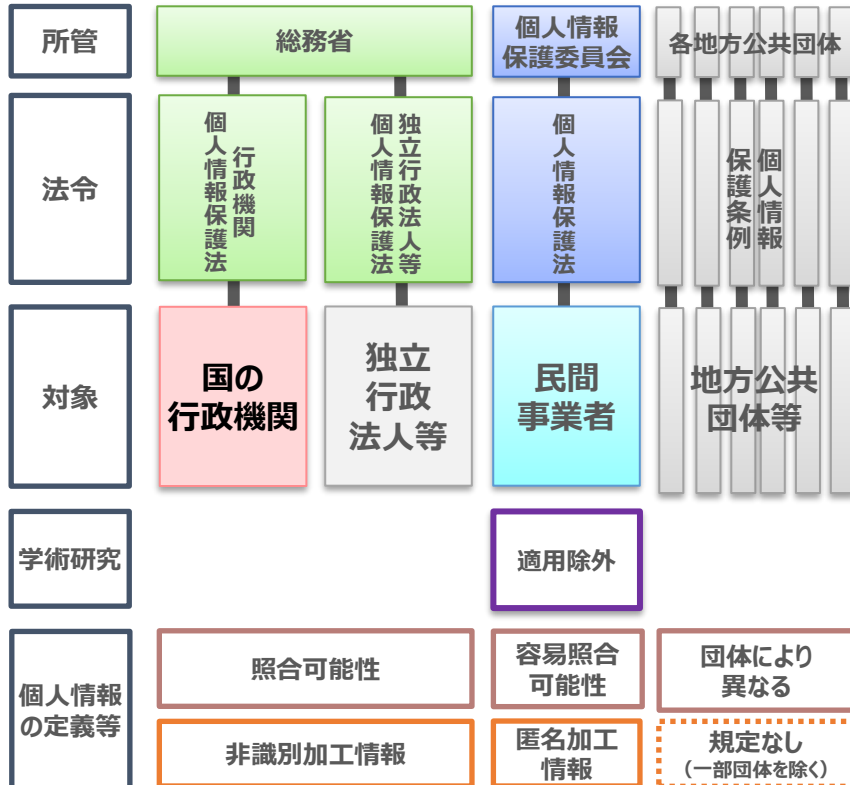 所管
総務省
個人情報
保護委員会
各地方公共団体
法令
行政機関
個人情報保護法
独立行政法人等
個人情報保護法
個人情報保護法
個人情報
保護条例
対象
国の
行政機関
独立
行政
法人等
民間
事業者
地方公共
団体等
学術研究
適用除外
個人情報
の定義等
照合可能性
容易照合
可能性
団体により
異なる
非識別加工情報
匿名加工
情報
規定なし
（一部団体を除く）